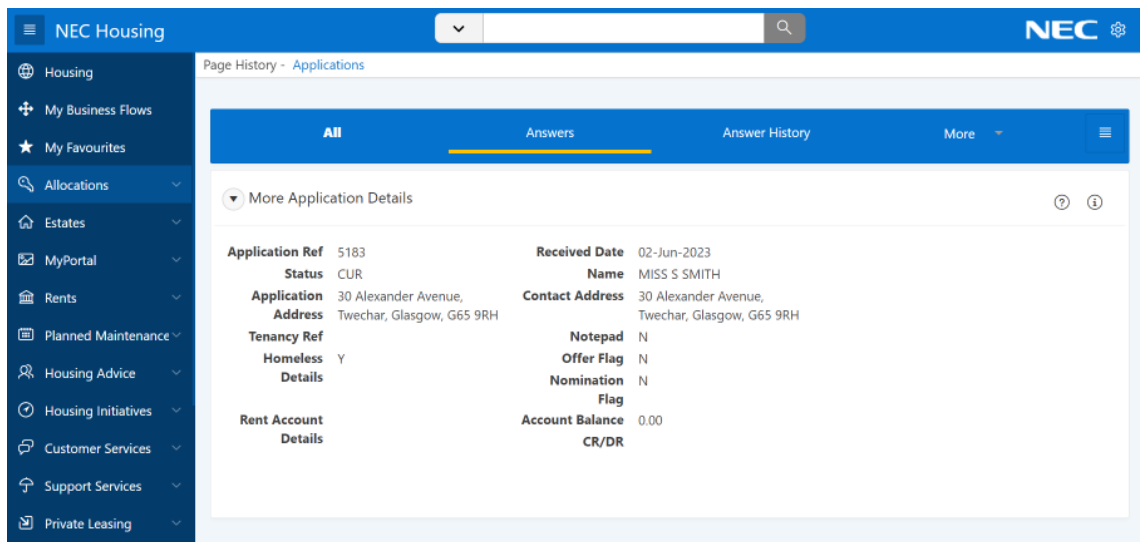 NEC Housing
NEC
Housing
My Business Flows
My Favourites
Allocations
Estates
MyPortal
Rents
Planned Maintenance
Housing Advice
Housing Initiatives
Customer Services
Support Services
Private Leasing
Page History - Applications
All Answers Answer History More
More Application Details
Application Ref 5183 Received Date 02-Jun-2023
Status CUR Name MISS S SMITH
Application 30 Alexander Avenue, Contact Address 30 Alexander Avenue,
Address Twechar, Glasgow, G65 9RH Twechar, Glasgow, G65 9RH
Tenancy Ref Notepad N
Homeless Y Offer Flag N
Details Nomination N
Flag
Rent Account Account Balance 0.00
Details CR/DR